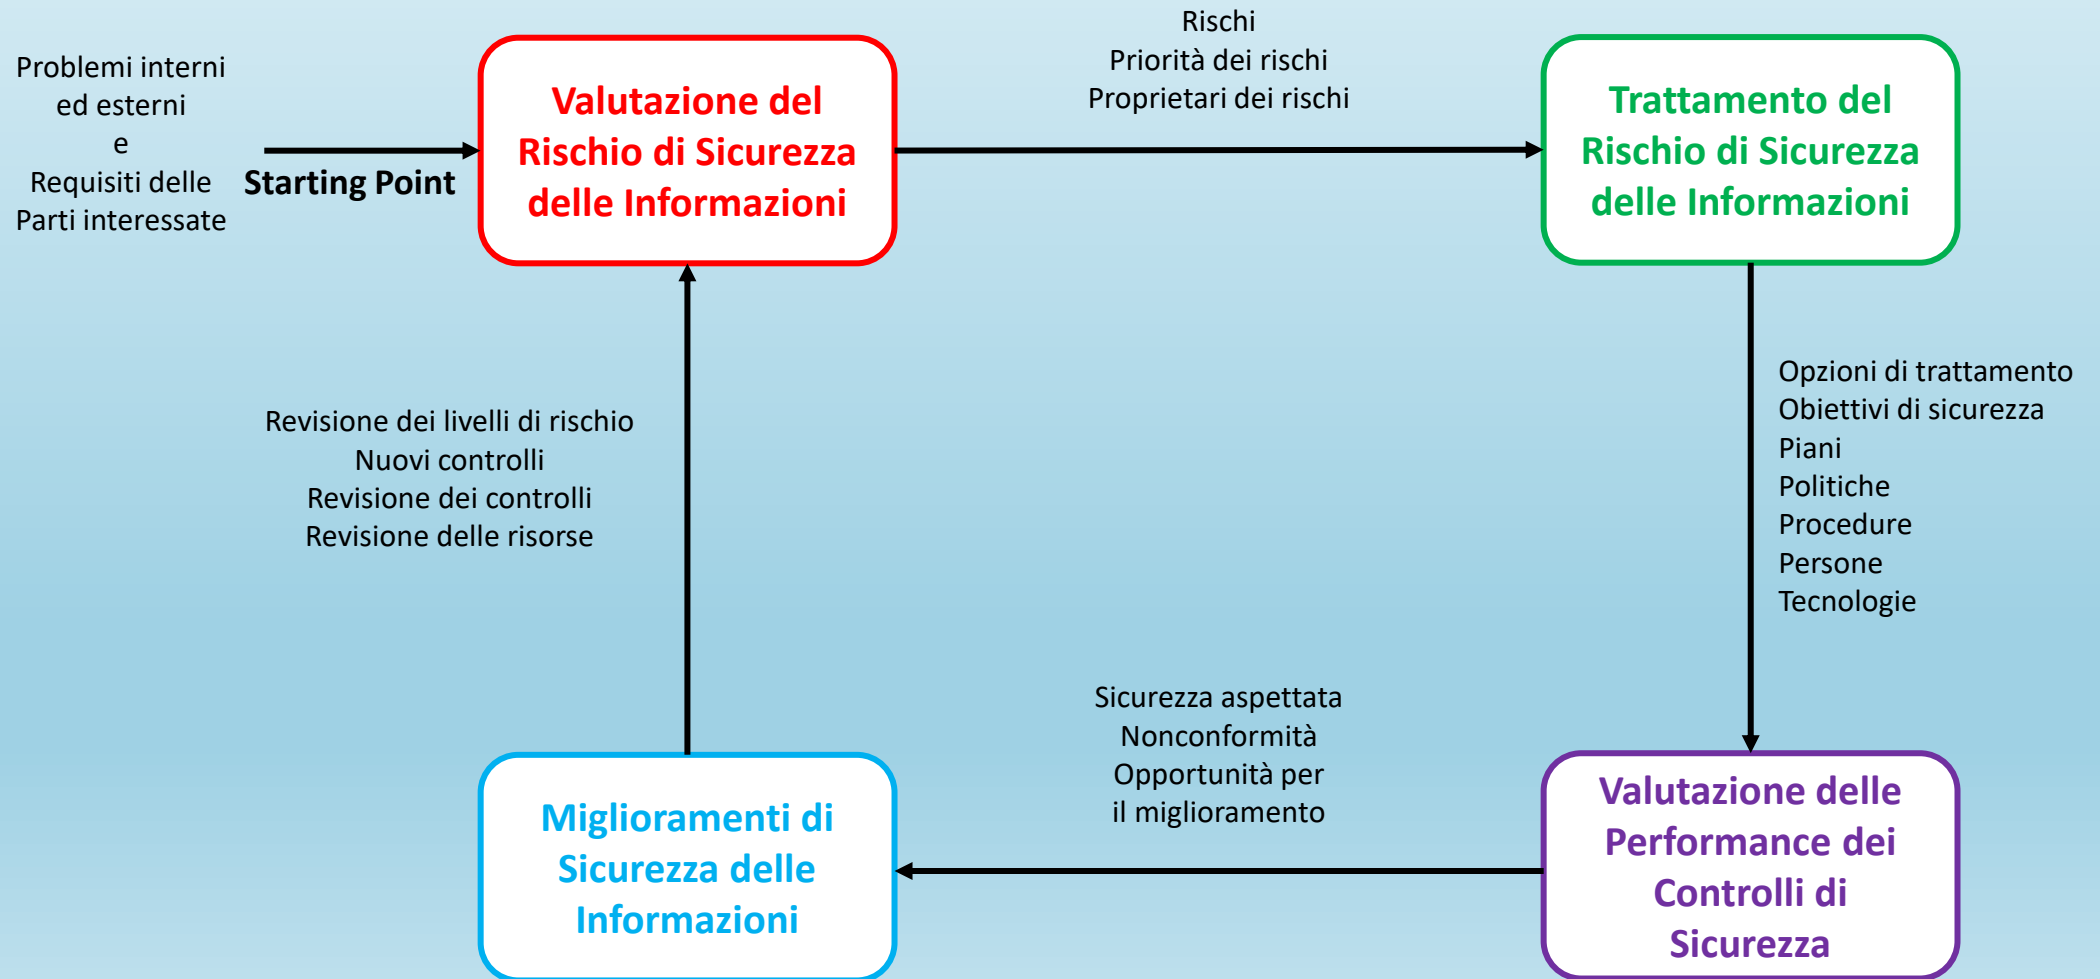 Problemi interni
ed esterni
e
Requisiti delle
Parti interessate
Starting Point
Valutazione del
Rischio di Sicurezza
delle Informazioni
Rischi
Priorità dei rischi
Proprietari dei rischi
Trattamento del
Rischio di Sicurezza
delle Informazioni
Opzioni di trattamento
Obiettivi di sicurezza
Piani
Politiche
Procedure
Persone
Tecnologie
Valutazione delle
Performance dei
Controlli di
Sicurezza
Sicurezza aspettata
Nonconformità
Opportunità per
il miglioramento
Miglioramenti di
Sicurezza delle
Informazioni
Revisione dei livelli di rischio
Nuovi controlli
Revisione dei controlli
Revisione delle risorse